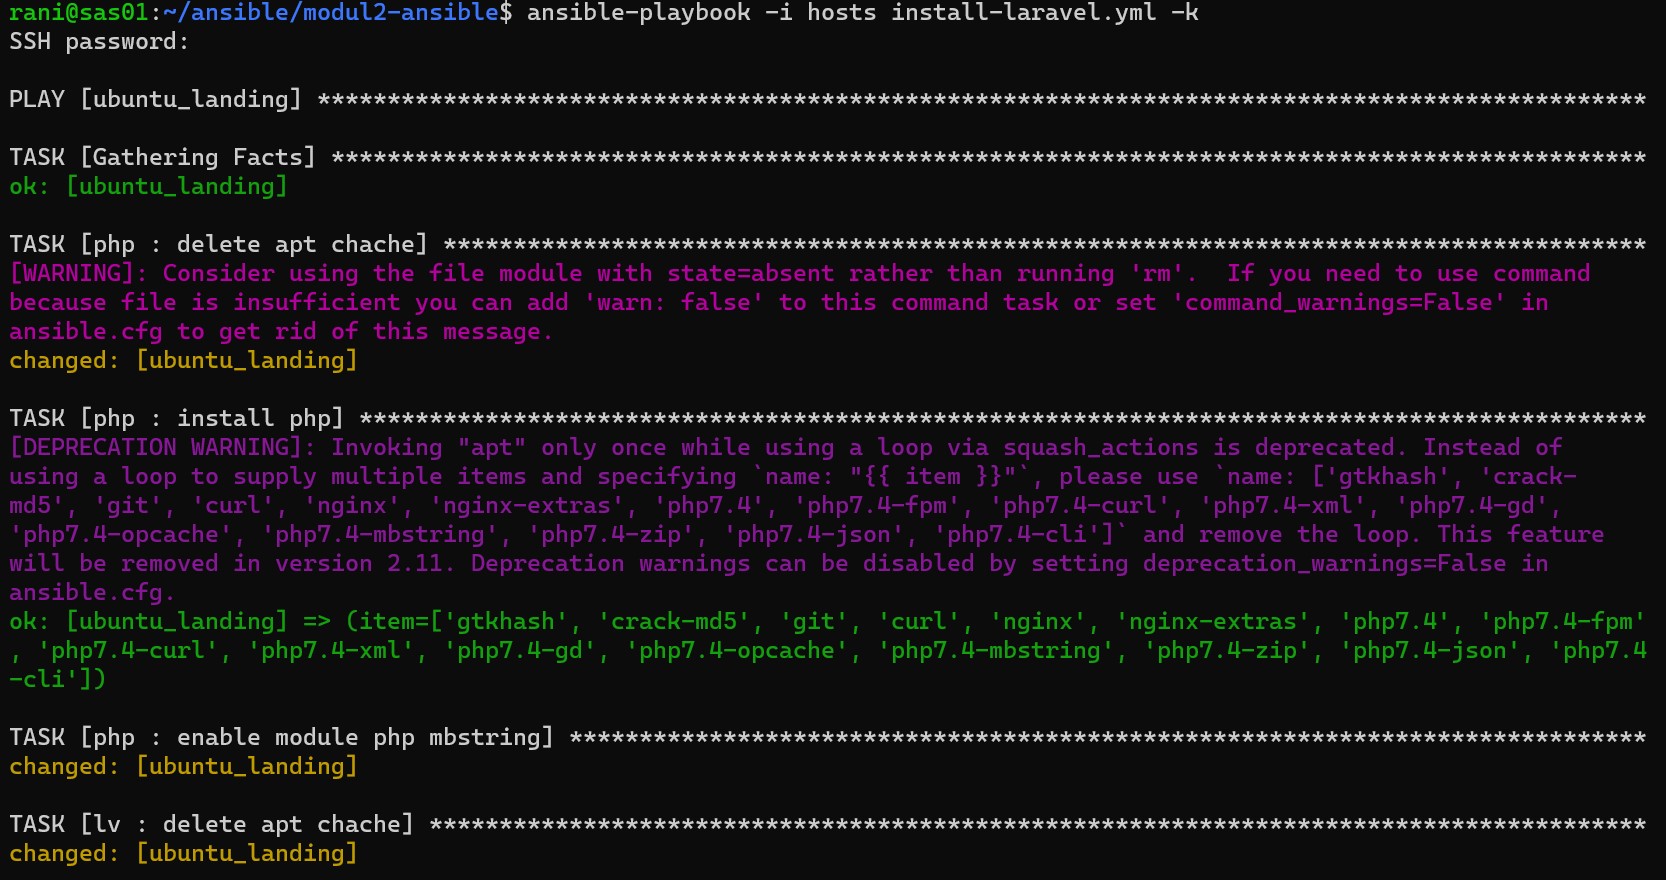 rani@sas01:~/ansible/modul2-ansible$ ansible-playbook -i hosts install-laravel.yml -k
SSH password:
PLAY [ubuntu_landing] ***********************************************************************************************
TASK [Gathering Facts] **********************************************************************************************
ok: [ubuntu_landing]
TASK [php : delete apt chache] **************************************************************************************
[WARNING]: Consider using the file module with state=absent rather than running 'rm'.  If you need to use command
because file is insufficient you can add 'warn: false' to this command task or set 'command_warnings=False' in
ansible.cfg to get rid of this message.
changed: [ubuntu_landing]
TASK [php : install php] ********************************************************************************************
[DEPRECATION WARNING]: Invoking "apt" only once while using a loop via squash_actions is deprecated. Instead of
using a loop to supply multiple items and specifying `name: "{{ item }}"`, please use `name: ['gtkhash', 'crack-
md5', 'git', 'curl', 'nginx', 'nginx-extras', 'php7.4', 'php7.4-fpm', 'php7.4-curl', 'php7.4-xml', 'php7.4-gd',
'php7.4-opcache', 'php7.4-mbstring', 'php7.4-zip', 'php7.4-json', 'php7.4-cli']` and remove the loop. This feature
will be removed in version 2.11. Deprecation warnings can be disabled by setting deprecation_warnings=False in
ansible.cfg.
ok: [ubuntu_landing] => (item=['gtkhash', 'crack-md5', 'git', 'curl', 'nginx', 'nginx-extras', 'php7.4', 'php7.4-fpm'
, 'php7.4-curl', 'php7.4-xml', 'php7.4-gd', 'php7.4-opcache', 'php7.4-mbstring', 'php7.4-zip', 'php7.4-json', 'php7.4
-cli'])
TASK [php : enable module php mbstring] *****************************************************************************
changed: [ubuntu_landing]
TASK [lv : delete apt chache] ***************************************************************************************
changed: [ubuntu_landing]